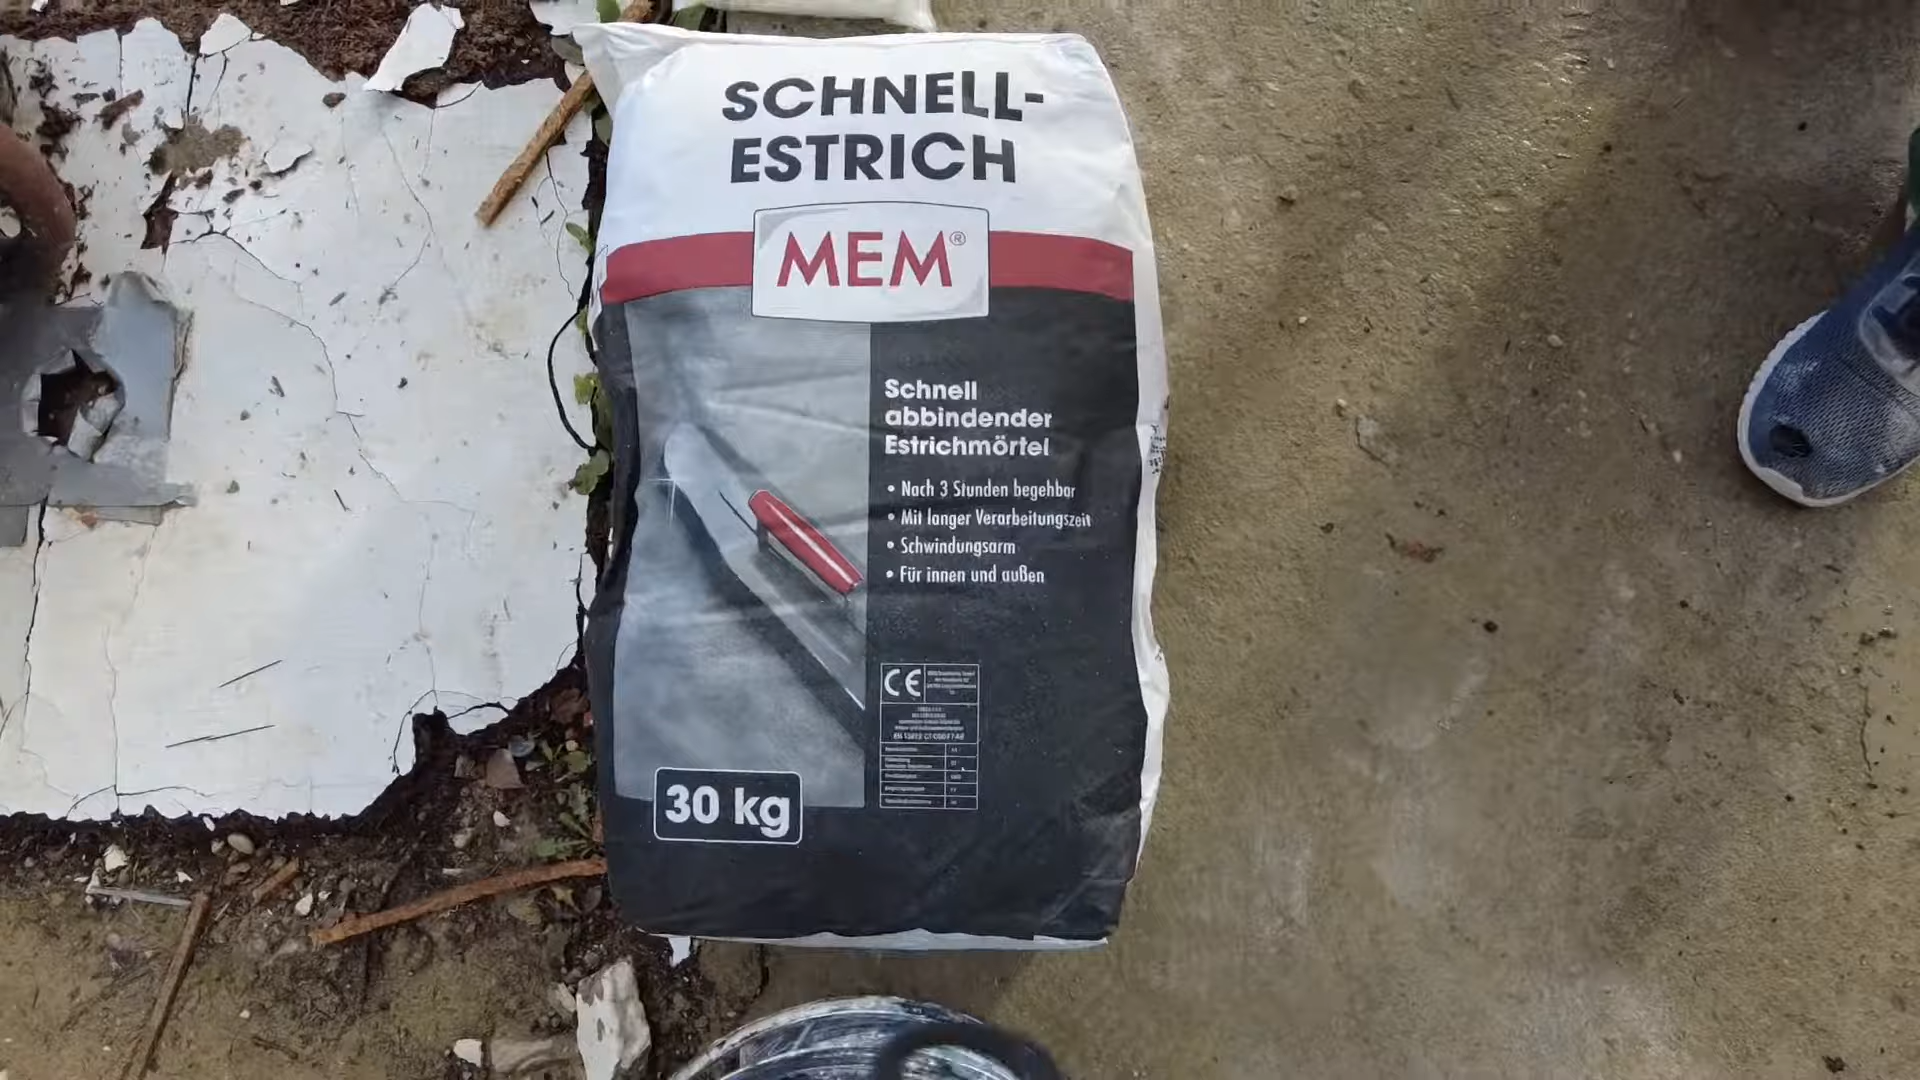 SCHNELL-
ESTRICH
MEM®
Schnell
abbindender
Estrichmörtel
• Nach 3 Stunden begehbar
• Mit langer Verarbeitungszeit
• Schwindungsarm
• Für innen und außen
CE
30 kg